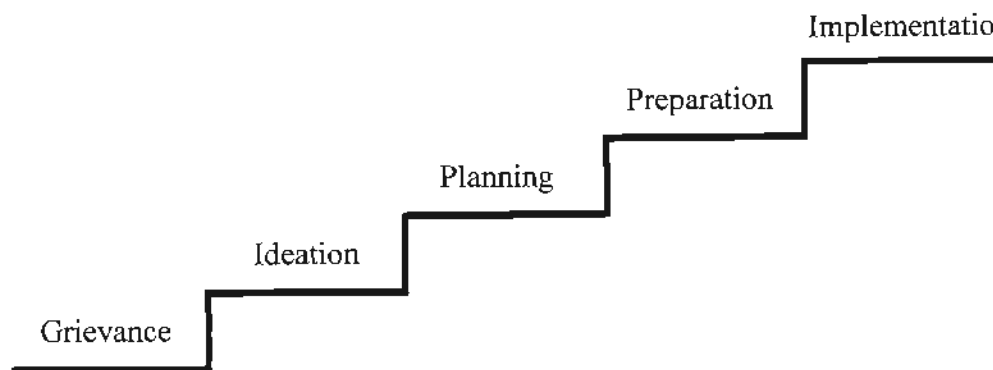 Implementatio
Preparation
Planning
Ideation
Grievance